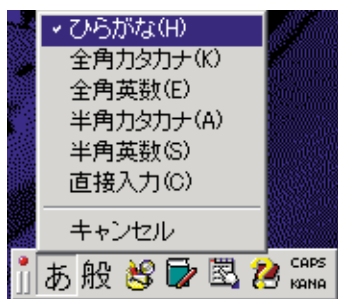 ひらがな(H)
全角カタカナ(K)
全角英数(E)
半角カタカナ(A)
半角英数(S)
直接入力(C)
キャンセル
あ 般 CAPS
KANA